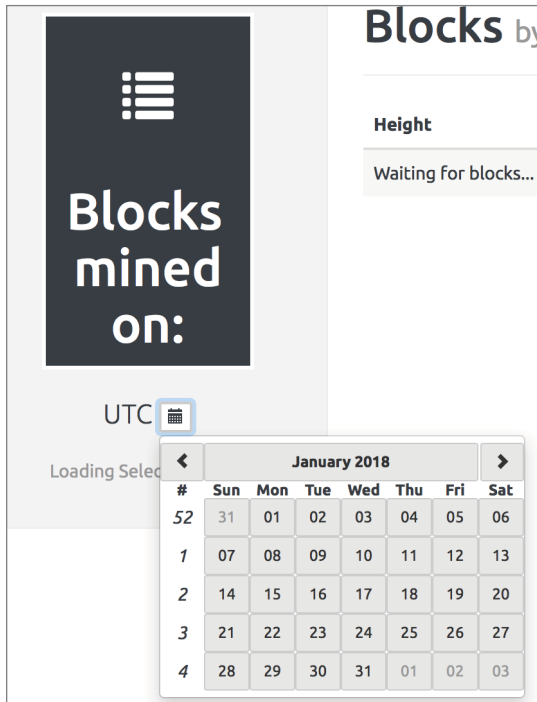 Blocks by
Height
Waiting for blocks...
Blocks
mined
on:
UTC
Loading Selec
January 2018
# Sun Mon Tue Wed Thu Fri Sat
52 31 01 02 03 04 05 06
1 07 08 09 10 11 12 13
2 14 15 16 17 18 19 20
3 21 22 23 24 25 26 27
4 28 29 30 31 01 02 03